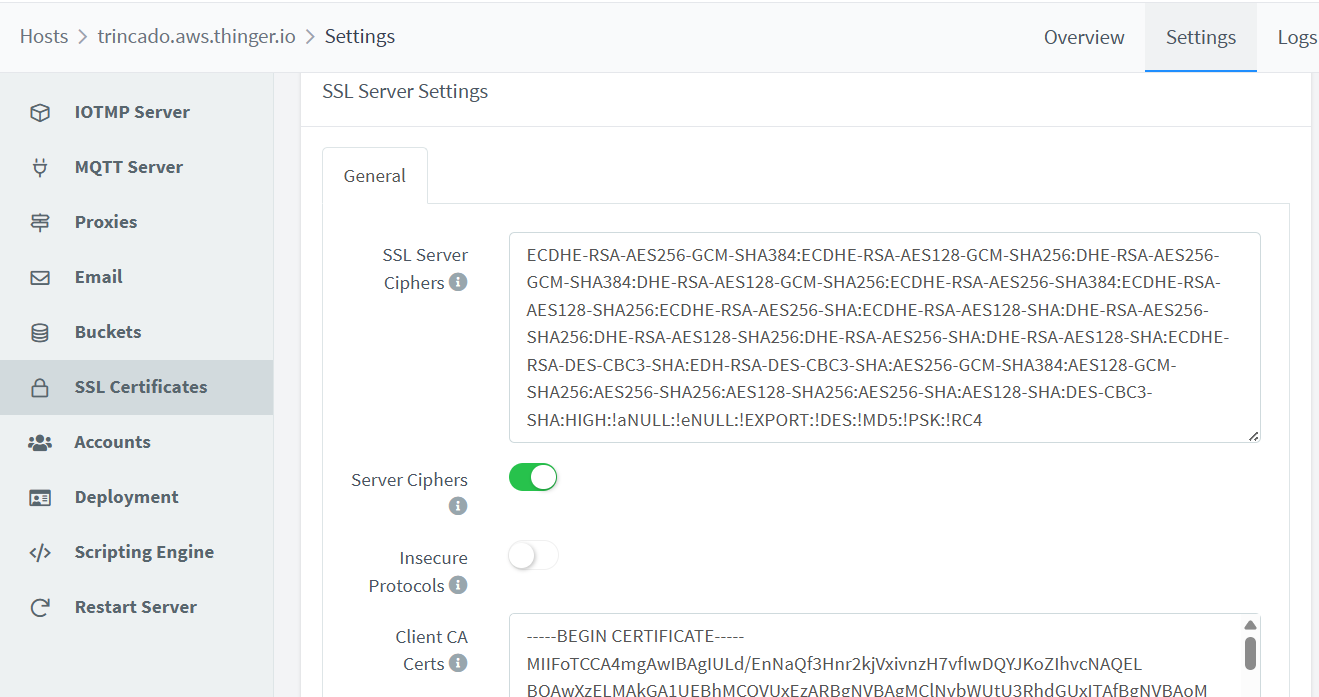 Hosts > trincado.aws.thinger.io > Settings
Overview
Settings
Logs
IOTMP Server
MQTT Server
Proxies
Email
Buckets
SSL Certificates
Accounts
Deployment
Scripting Engine
Restart Server
SSL Server Settings
General
SSL Server
Ciphers
ECDHE-RSA-AES256-GCM-SHA384:ECDHE-RSA-AES128-GCM-SHA256:DHE-RSA-AES256-
GCM-SHA384:DHE-RSA-AES128-GCM-SHA256:ECDHE-RSA-AES256-SHA384:ECDHE-RSA-
AES128-SHA256:ECDHE-RSA-AES256-SHA:ECDHE-RSA-AES128-SHA:DHE-RSA-AES256-
SHA256:DHE-RSA-AES128-SHA256:DHE-RSA-AES256-SHA:DHE-RSA-AES128-SHA:ECDHE-
RSA-DES-CBC3-SHA:EDH-RSA-DES-CBC3-SHA:AES256-GCM-SHA384:AES128-GCM-
SHA256:AES256-SHA256:AES128-SHA256:AES256-SHA:AES128-SHA:DES-CBC3-
SHA:HIGH:!aNULL:!eNULL:!EXPORT:!DES:!MD5:!PSK:!RC4
Server Ciphers
Insecure
Protocols
Client CA
Certs
-----BEGIN CERTIFICATE-----
MIIFoTCCA4mgAwIBAgIULd/EnNaQf3Hnr2kjVxivnzH7vfIwDQYJKoZIhvcNAQEL
BQAwXzELMAkGA1UEBhMCQVUxEzARBgNVBAgMClNvbWUtU3RhdGUxITAfBgNVBAoM